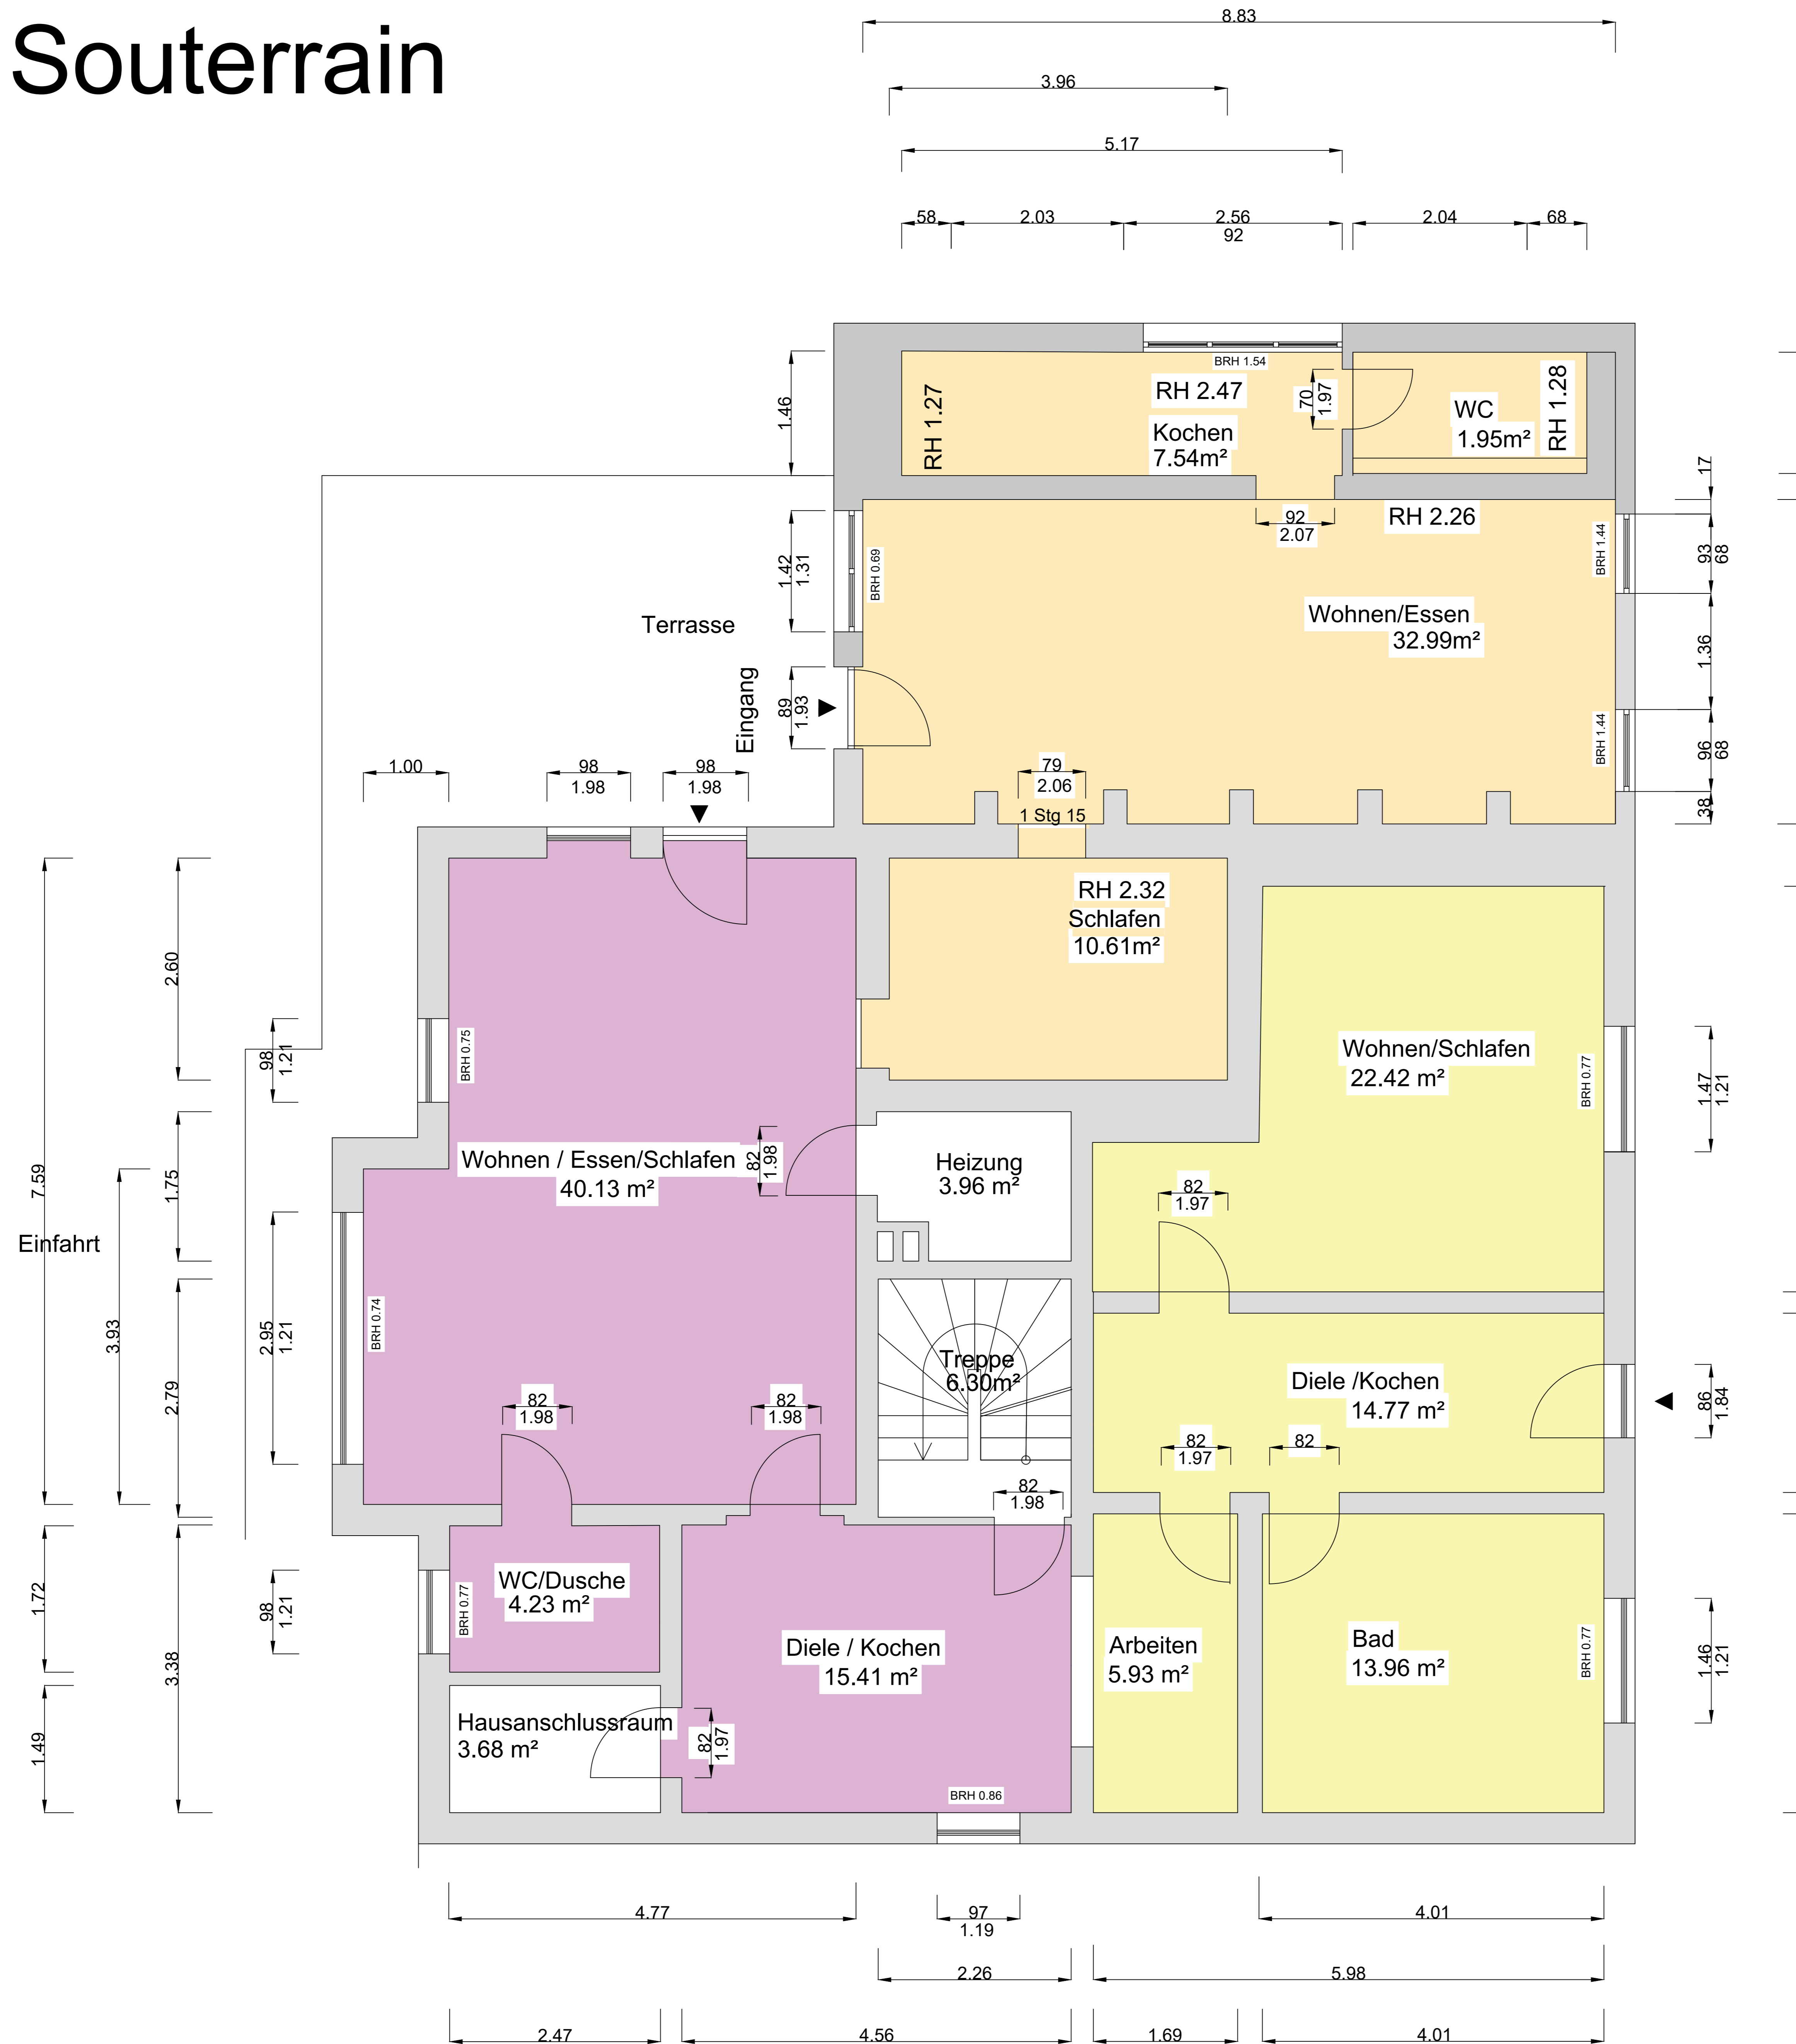 Souterrain
8.83
3.96
5.17
58
2.03
2.56
92
2.04
68
BRH 1.54
RH 1.27
RH 2.47
Kochen
7.54m²
70
1.97
WC
1.95m²
RH 1.28
1.46
17
92
2.07
RH 2.26
1.42
1.31
BRH 0.69
BRH 1.44
93
68
Terrasse
Wohnen/Essen
32.99m²
1.36
Eingang
89
1.93
BRH 1.44
96
68
38
1.00
98
1.98
98
1.98
79
2.06
1 Stg 15
RH 2.32
Schlafen
10.61m²
2.60
98
1.21
BRH 0.75
Wohnen/Schlafen
22.42 m²
BRH 0.77
1.47
1.21
7.59
1.75
Wohnen / Essen/Schlafen
40.13 m²
82
1.98
Heizung
3.96 m²
82
1.97
Einfahrt
3.93
2.95
1.21
BRH 0.74
2.79
Treppe
6.30m²
Diele /Kochen
14.77 m²
86
1.84
82
1.98
82
1.98
82
1.97
82
82
1.98
1.72
98
1.21
BRH 0.77
WC/Dusche
4.23 m²
3.38
Diele / Kochen
15.41 m²
Arbeiten
5.93 m²
Bad
13.96 m²
BRH 0.77
1.46
1.21
1.49
Hausanschlussraum
3.68 m²
82
1.97
BRH 0.86
4.77
97
1.19
4.01
2.26
5.98
2.47
4.56
1.69
4.01